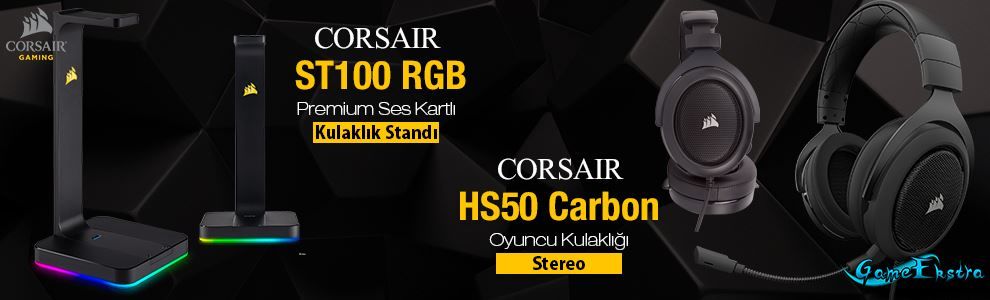 CORSAIR
GAMING
CORSAIR
ST100 RGB
Premium Ses Kartlı
Kulaklık Standı
CORSAIR
HS50 Carbon
Oyuncu Kulaklığı
Stereo
GameEkstra